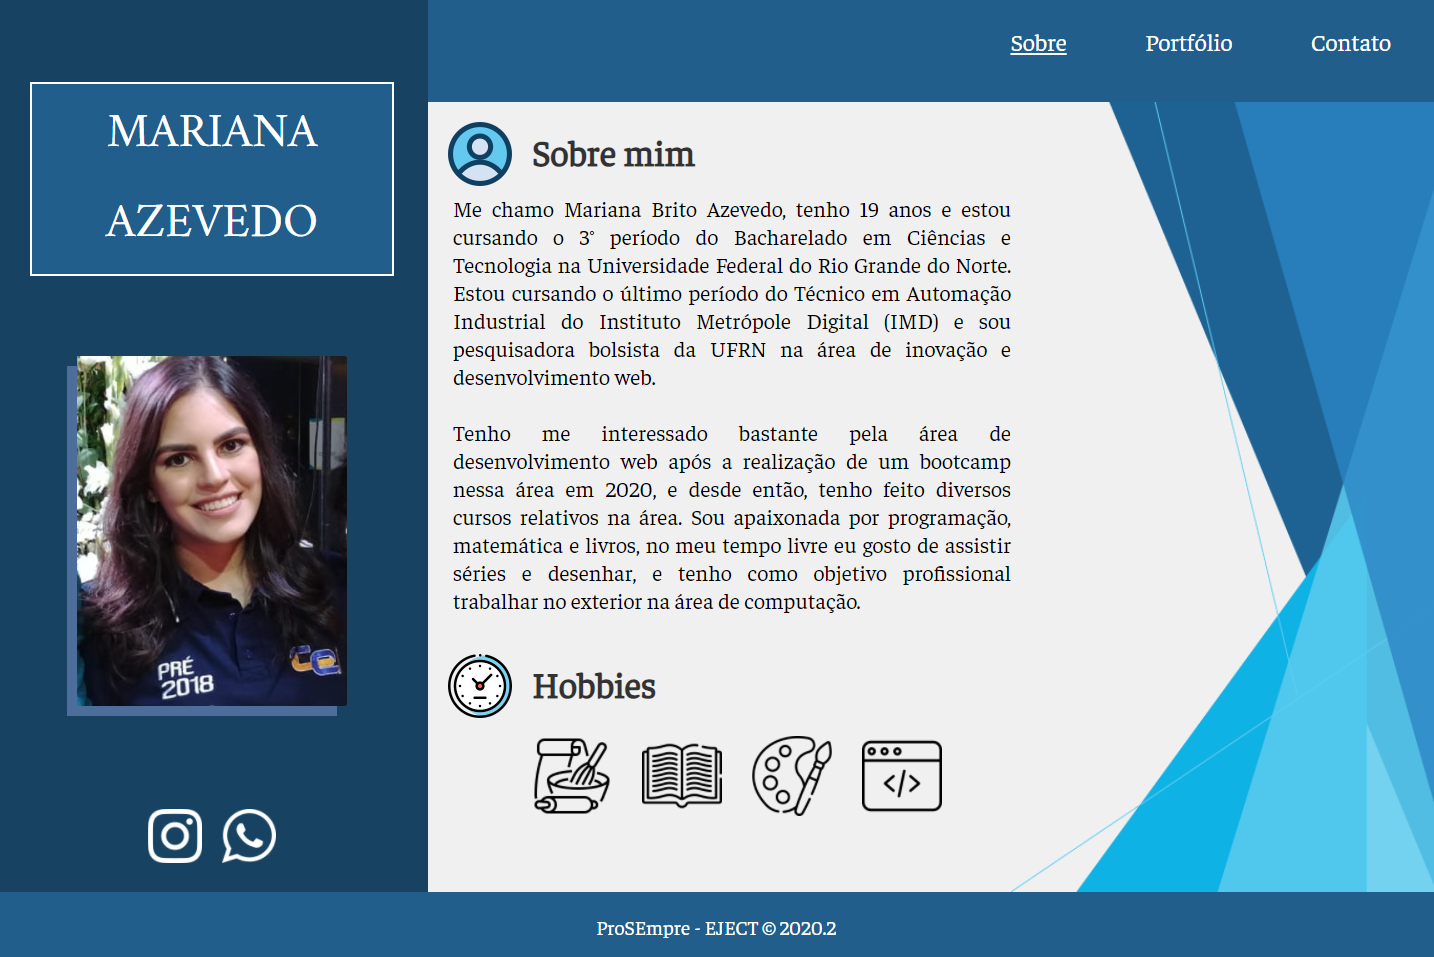 Sobre Portfólio Contato
MARIANA
AZEVEDO
Sobre mim
Me chamo Mariana Brito Azevedo, tenho 19 anos e estou
cursando o 3° período do Bacharelado em Ciências e
Tecnologia na Universidade Federal do Rio Grande do Norte.
Estou cursando o último período do Técnico em Automação
Industrial do Instituto Metrópole Digital (IMD) e sou
pesquisadora bolsista da UFRN na área de inovação e
desenvolvimento web.
Tenho me interessado bastante pela área de
desenvolvimento web após a realização de um bootcamp
nessa área em 2020, e desde então, tenho feito diversos
cursos relativos na área. Sou apaixonada por programação,
matemática e livros, no meu tempo livre eu gosto de assistir
séries e desenhar, e tenho como objetivo profissional
trabalhar no exterior na área de computação.
PRÉ
2018
Hobbies
</>
ProSEmpre - EJECT © 2020.2